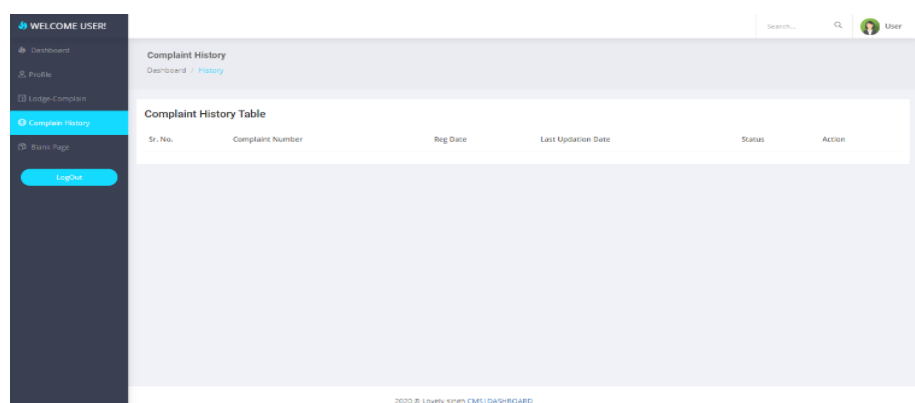 WELCOME USER!
Search...
User
Dashboard
Profile
Lodge-Complain
Complain History
Blank Page
LogOut
Complaint History
Dashboard / History
Complaint History Table
Sr. No. Complaint Number Reg Date Last Updation Date Status Action
2020 © Lovely singh CMS | DASHBOARD